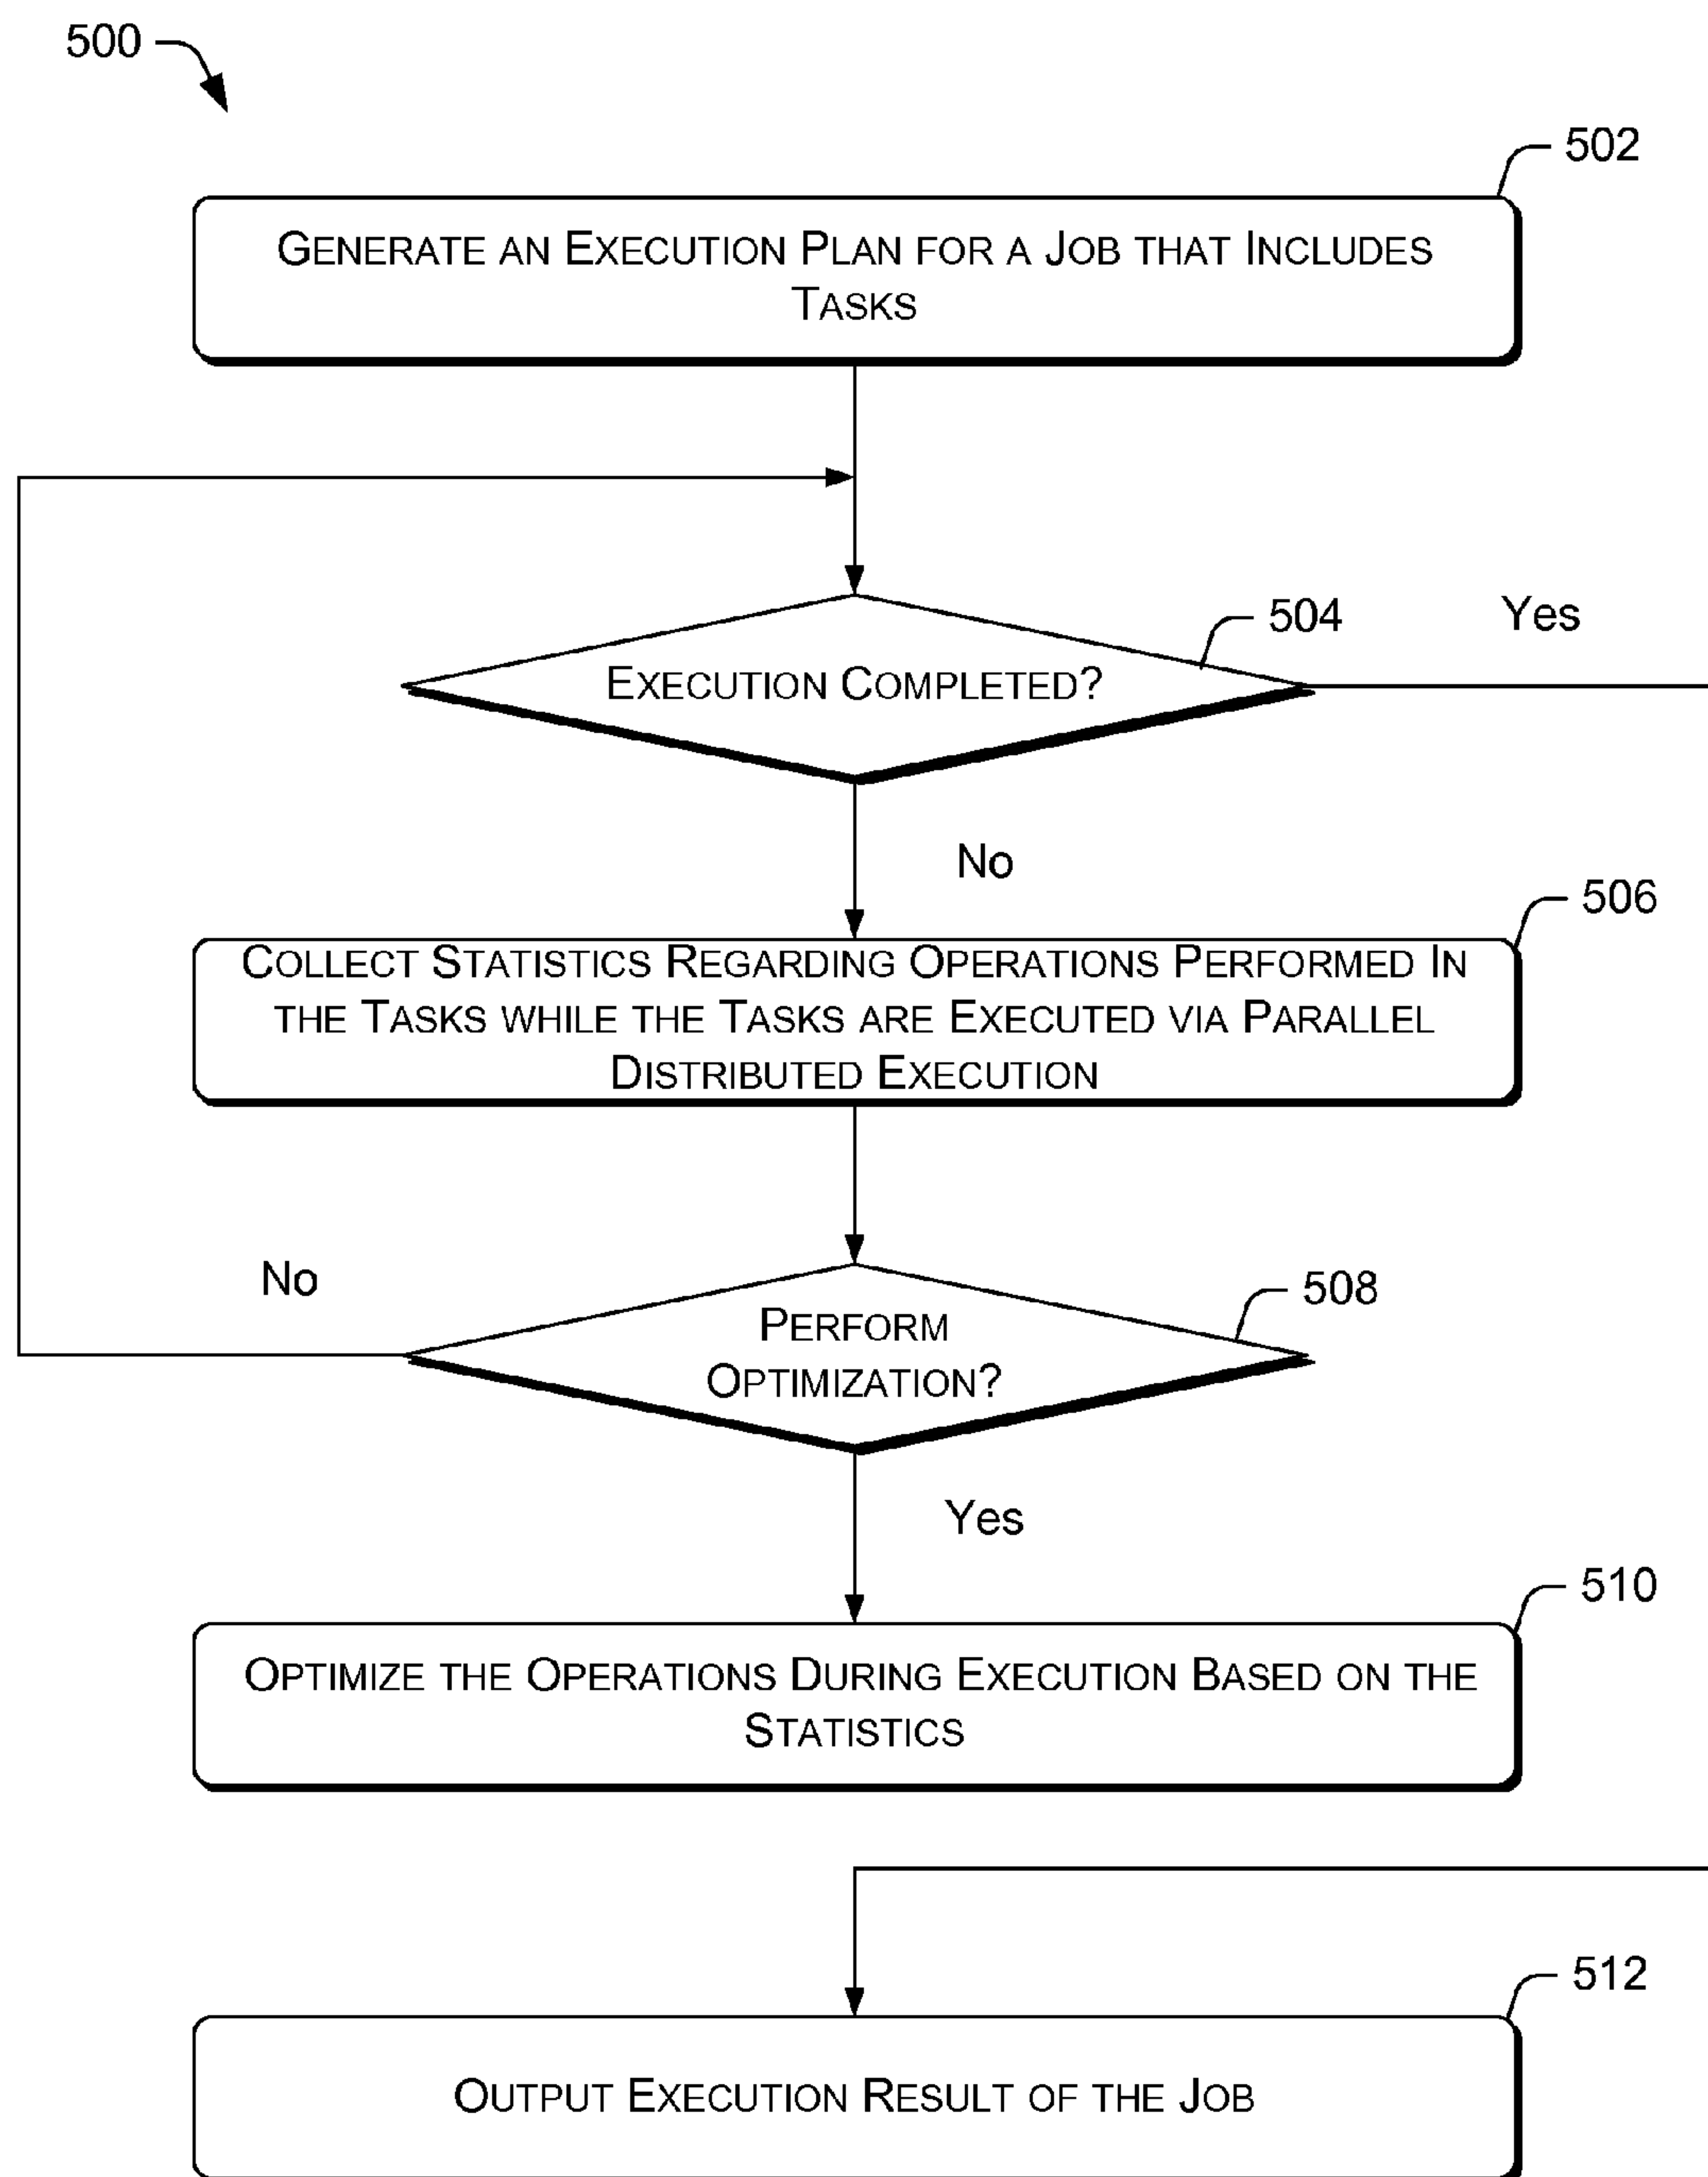 500
502
GENERATE AN EXECUTION PLAN FOR A JOB THAT INCLUDES
TASKS
504
Yes
EXECUTION COMPLETED?
No
506
COLLECT STATISTICS REGARDING OPERATIONS PERFORMED IN
THE TASKS WHILE THE TASKS ARE EXECUTED VIA PARALLEL
DISTRIBUTED EXECUTION
No
508
PERFORM
OPTIMIZATION?
Yes
510
OPTIMIZE THE OPERATIONS DURING EXECUTION BASED ON THE
STATISTICS
512
OUTPUT EXECUTION RESULT OF THE JOB